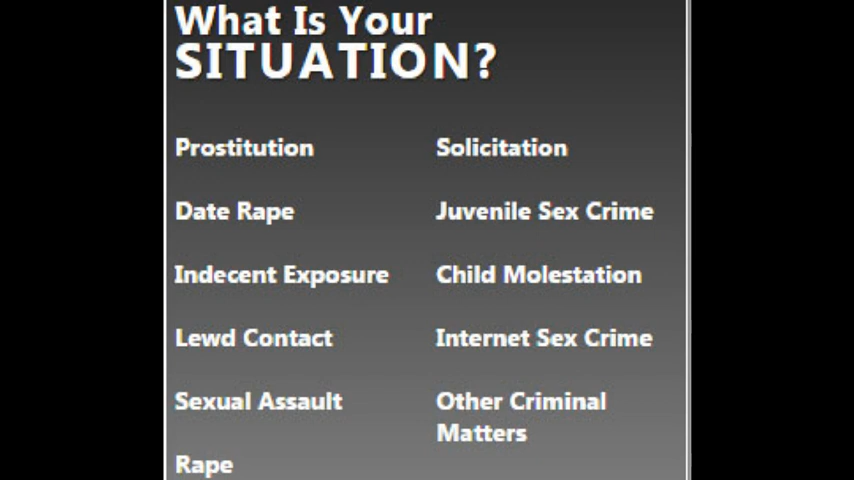 What Is Your
SITUATION?
Prostitution
Date Rape
Indecent Exposure
Lewd Contact
Sexual Assault
Rape
Solicitation
Juvenile Sex Crime
Child Molestation
Internet Sex Crime
Other Criminal
Matters